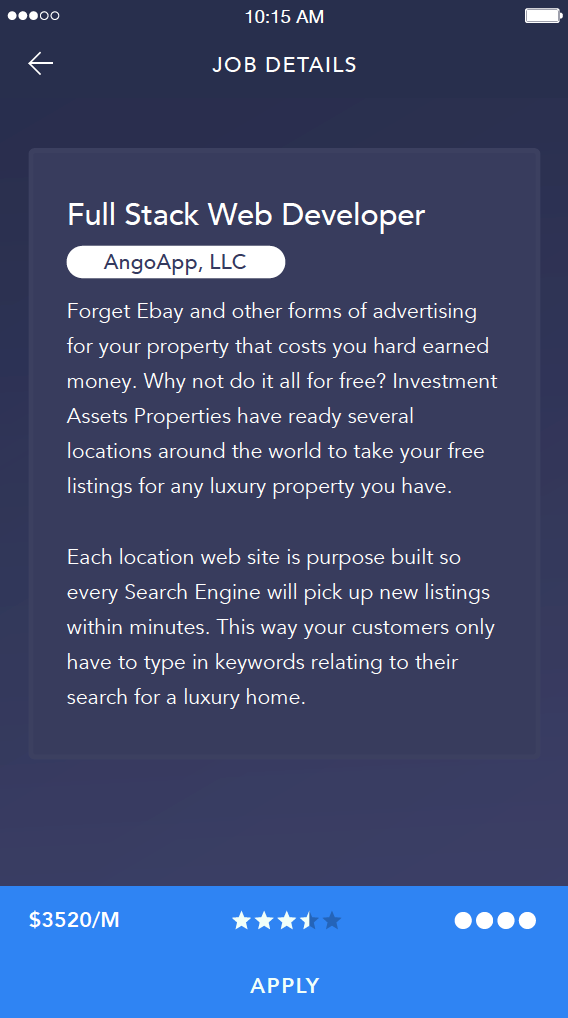 10:15 AM
JOB DETAILS
Full Stack Web Developer
AngoApp, LLC
Forget Ebay and other forms of advertising
for your property that costs you hard earned
money. Why not do it all for free? Investment
Assets Properties have ready several
locations around the world to take your free
listings for any luxury property you have.
Each location web site is purpose built so
every Search Engine will pick up new listings
within minutes. This way your customers only
have to type in keywords relating to their
search for a luxury home.
$3520/M
APPLY